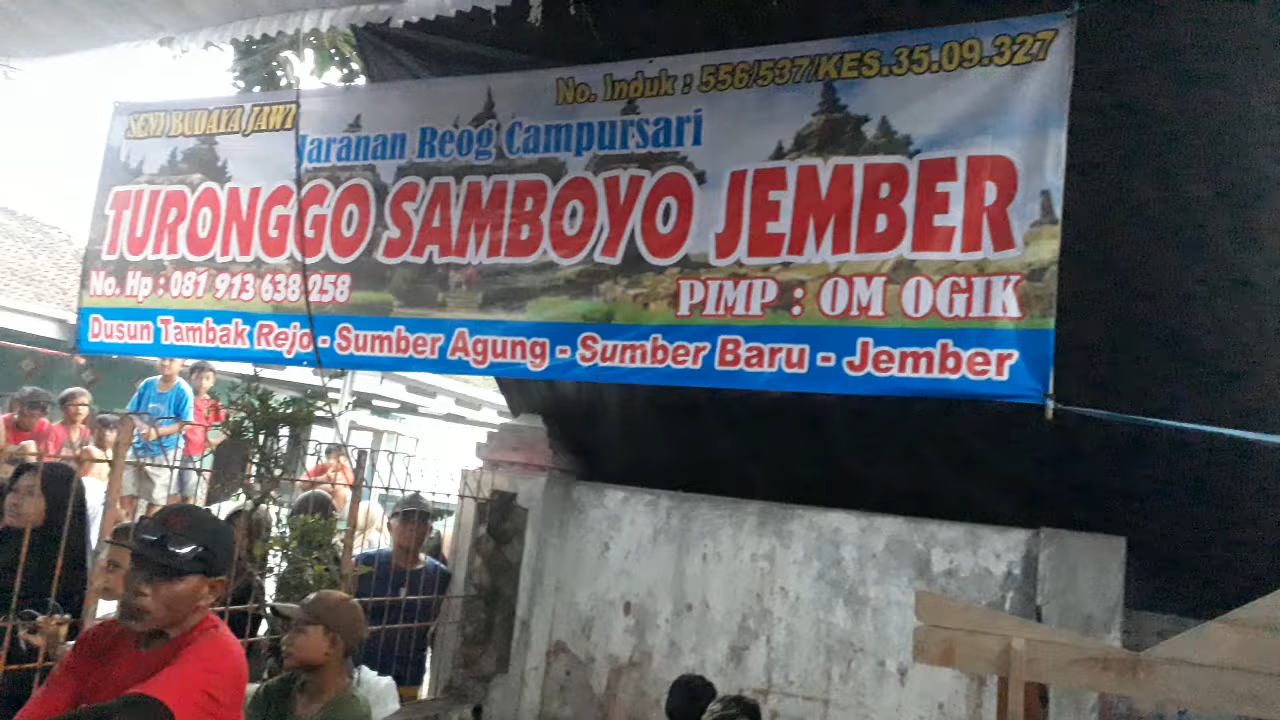 No. Induk : 556/537/KES.35.09.327
SENI BUDAYA JAWI
Jaranan Reog Campursari
TURONGGO SAMBOYO JEMBER
No. Hp : 081 913 638 258
PIMP : OM OGIK
Dusun Tambak Rejo - Sumber Agung - Sumber Baru - Jember